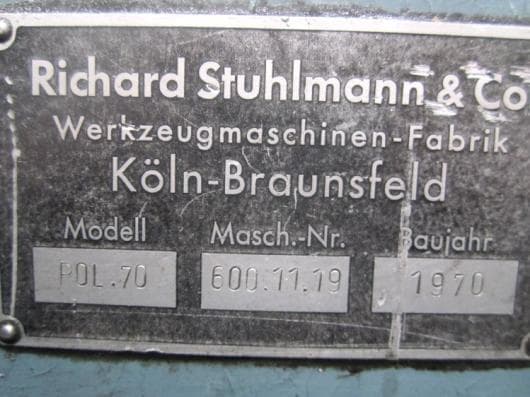 Richard Stuhlmann & Co
Werkzeugmaschinen-Fabrik
Köln-Braunsfeld
Modell Masch.-Nr. Baujahr
POL.70 600.11.19 1970